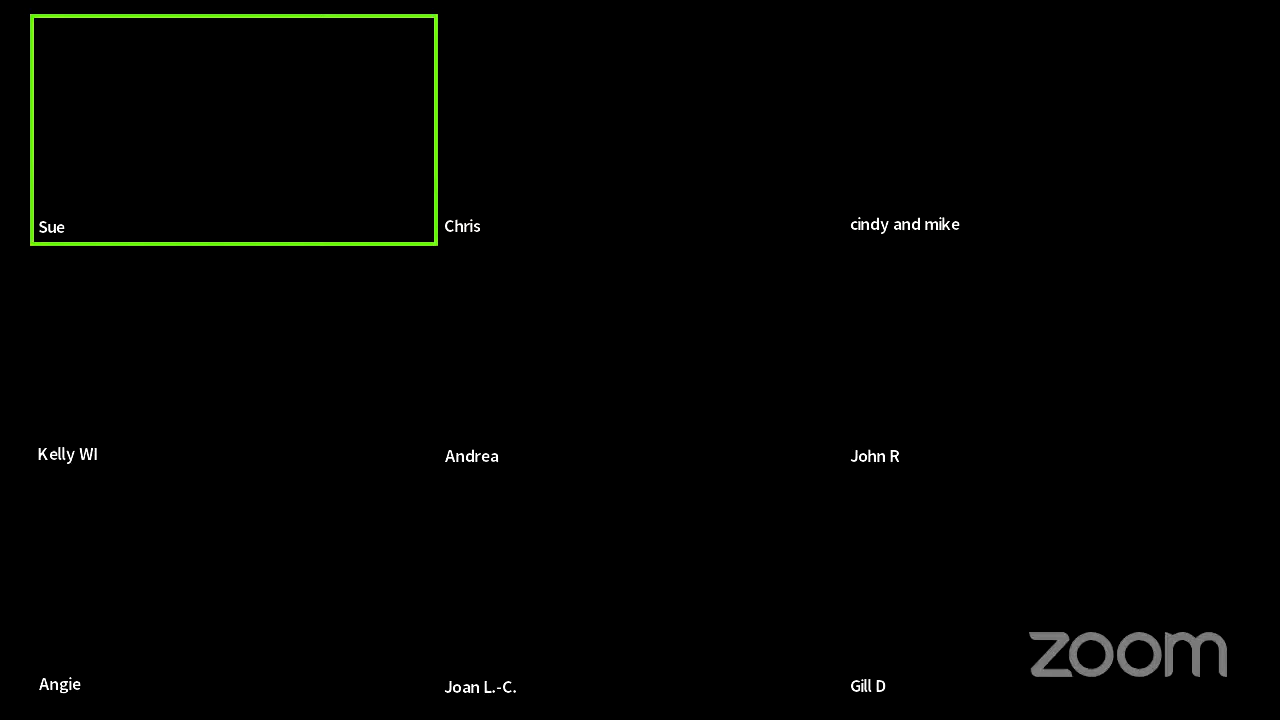 Sue
Chris
cindy and mike
Kelly WI
Andrea
John R
Angie
Joan L.-C.
Gill D
zoom